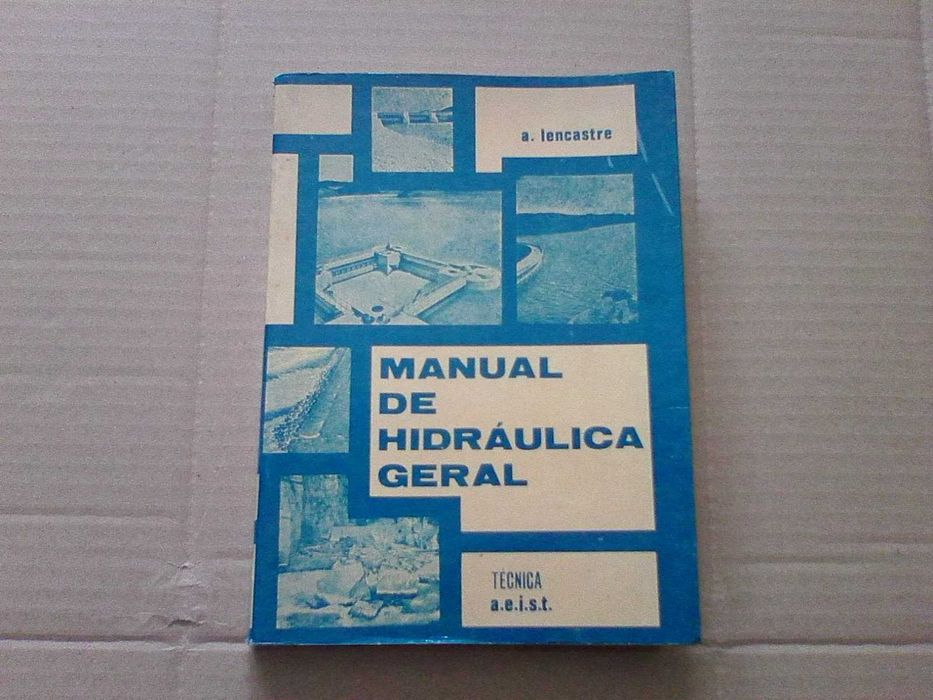 a. lencastre
MANUAL
DE
HIDRÁULICA
GERAL
TÉCNICA
a.e.i.s.t.